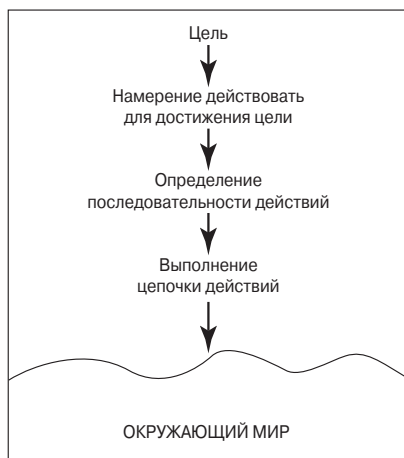 Цель
Намерение действовать
для достижения цели
Определение
последовательности действий
Выполнение
цепочки действий
ОКРУЖАЮЩИЙ МИР